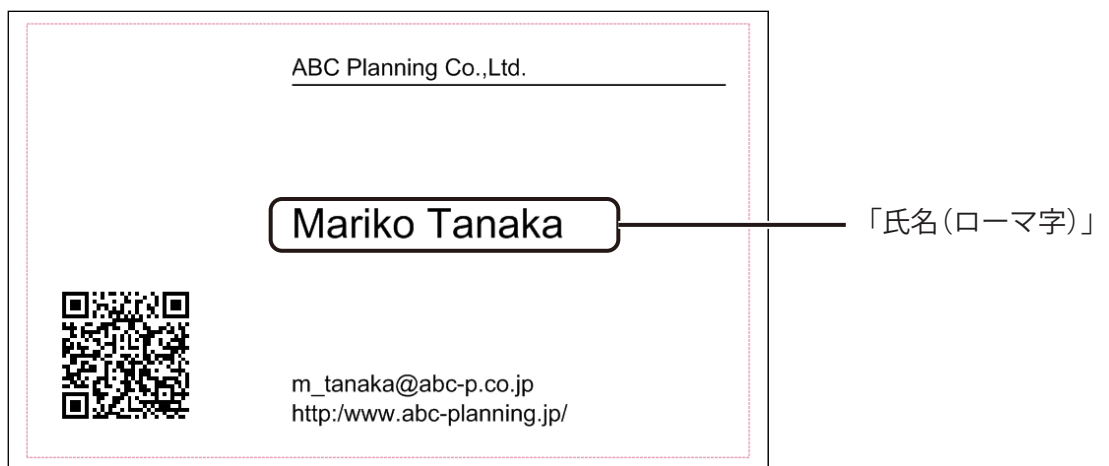 ABC Planning Co.,Ltd.
Mariko Tanaka
「氏名(ローマ字)」
m_tanaka@abc-p.co.jp
http:/www.abc-planning.jp/